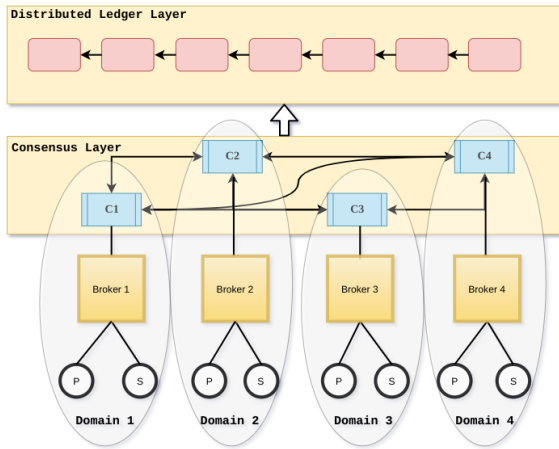 Distributed Ledger Layer
Consensus Layer
C2
C4
C1
C3
Broker 1
Broker 2
Broker 3
Broker 4
P
S
P
S
P
S
P
S
Domain 1
Domain 2
Domain 3
Domain 4